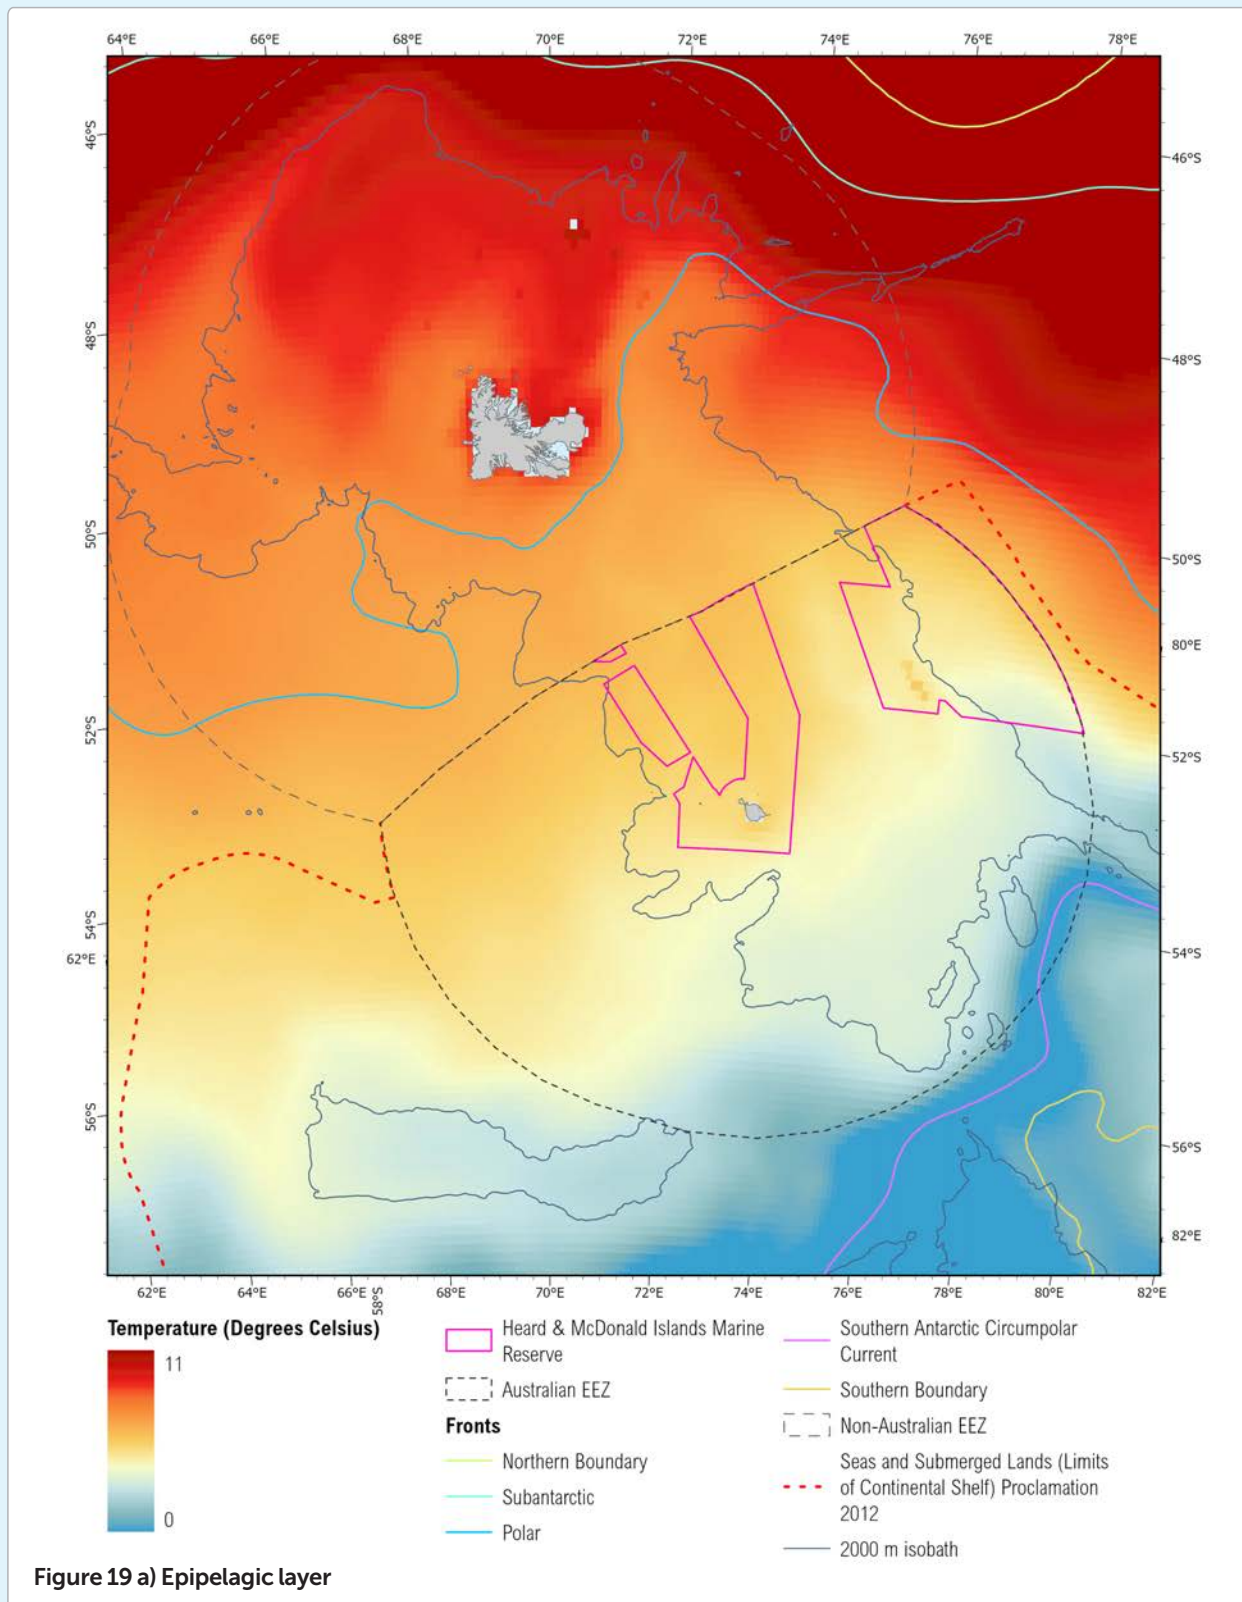 64°E 66°E 68°E 70°E 72°E 74°E 76°E 78°E
46°S
46°S
48°S
48°S
50°S
50°S
80°E
52°S
52°S
54°S
54°S
62°E
56°S
56°S
82°E
62°E 64°E 66°E 68°E 70°E 72°E 74°E 76°E 78°E 80°E 82°E
58°S
Temperature (Degrees Celsius)
11
0
Heard & McDonald Islands Marine
Reserve
Australian EEZ
Fronts
Northern Boundary
Subantarctic
Polar
Southern Antarctic Circumpolar
Current
Southern Boundary
Non-Australian EEZ
Seas and Submerged Lands (Limits
of Continental Shelf) Proclamation
2012
2000 m isobath
Figure 19 a) Epipelagic layer